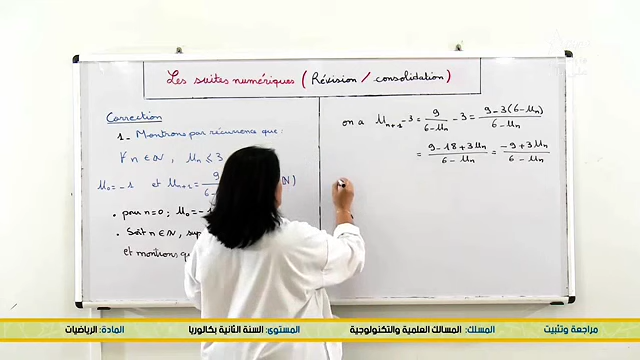 Les suites numériques ( Révision / consolidation )
Correction
1 - Montrons par récurrence que :
∀ n ∈ ℕ , Un ≤ 3
U0 = -1 et Un+1 = 9 / 6 - ℕ )
• pour n=0 ; U0 = -1
• Soit n ∈ ℕ ,
et montrons
on a Un+1 - 3 = 9 / (6 - Un) - 3 = (9 - 3(6 - Un)) / (6 - Un)
= (9 - 18 + 3Un) / (6 - Un) = (-9 + 3Un) / (6 - Un)
مراجعة وتثبيت المسلك: المسالك العلمية والتكنولوجية المستوى: السنة الثانية بكالوريا المادة: الرياضيات